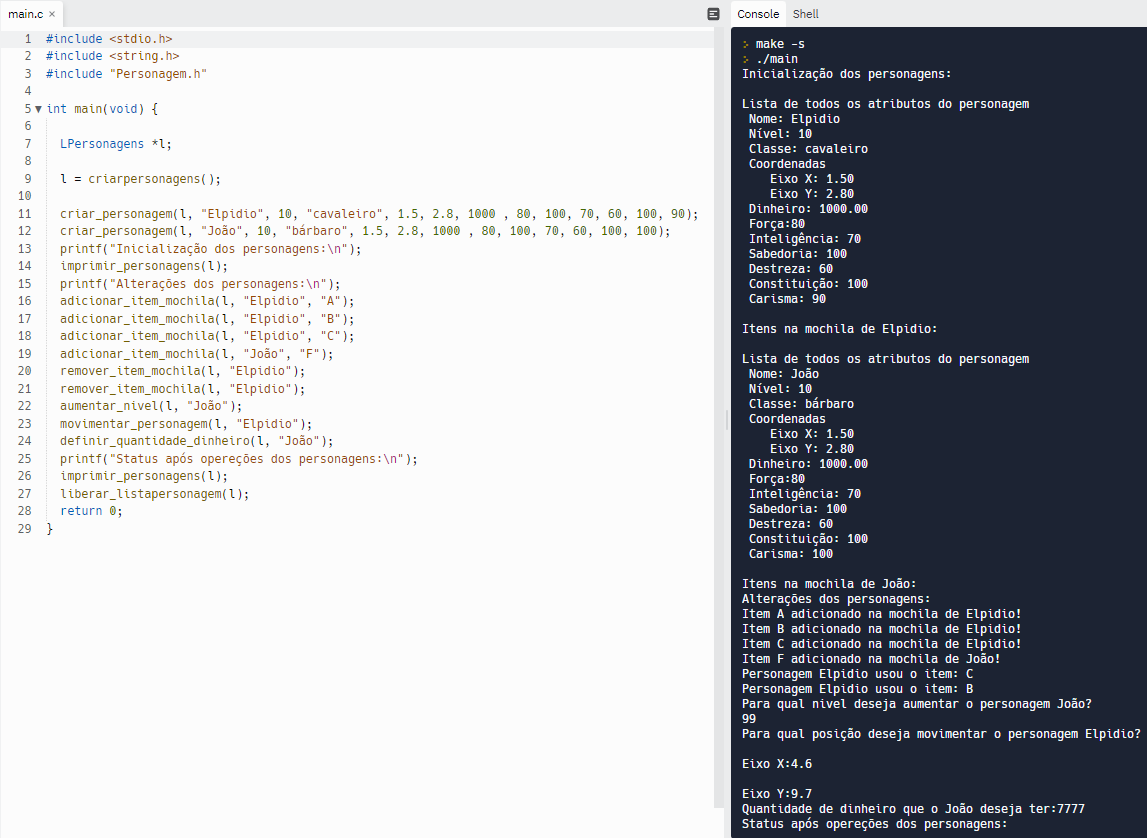 main.c ×
1 #include <stdio.h>
2 #include <string.h>
3 #include "Personagem.h"
4
5 int main(void) {
6
7 LPersonagens *l;
8
9 l = criarpersonagens();
10
11 criar_personagem(l, "Elpidio", 10, "cavaleiro", 1.5, 2.8, 1000 , 80, 100, 70, 60, 100, 90);
12 criar_personagem(l, "João", 10, "bárbaro", 1.5, 2.8, 1000 , 80, 100, 70, 60, 100, 100);
13 printf("Inicialização dos personagens:\n");
14 imprimir_personagens(l);
15 printf("Alterações dos personagens:\n");
16 adicionar_item_mochila(l, "Elpidio", "A");
17 adicionar_item_mochila(l, "Elpidio", "B");
18 adicionar_item_mochila(l, "Elpidio", "C");
19 adicionar_item_mochila(l, "João", "F");
20 remover_item_mochila(l, "Elpidio");
21 remover_item_mochila(l, "Elpidio");
22 aumentar_nivel(l, "João");
23 movimentar_personagem(l, "Elpidio");
24 definir_quantidade_dinheiro(l, "João");
25 printf("Status após opereções dos personagens:\n");
26 imprimir_personagens(l);
27 liberar_listapersonagem(l);
28 return 0;
29 }
Console Shell
> make -s
> ./main
Inicialização dos personagens:
Lista de todos os atributos do personagem
Nome: Elpidio
Nível: 10
Classe: cavaleiro
Coordenadas
Eixo X: 1.50
Eixo Y: 2.80
Dinheiro: 1000.00
Força:80
Inteligência: 70
Sabedoria: 100
Destreza: 60
Constituição: 100
Carisma: 90
Itens na mochila de Elpidio:
Lista de todos os atributos do personagem
Nome: João
Nível: 10
Classe: bárbaro
Coordenadas
Eixo X: 1.50
Eixo Y: 2.80
Dinheiro: 1000.00
Força:80
Inteligência: 70
Sabedoria: 100
Destreza: 60
Constituição: 100
Carisma: 100
Itens na mochila de João:
Alterações dos personagens:
Item A adicionado na mochila de Elpidio!
Item B adicionado na mochila de Elpidio!
Item C adicionado na mochila de Elpidio!
Item F adicionado na mochila de João!
Personagem Elpidio usou o item: C
Personagem Elpidio usou o item: B
Para qual nivel deseja aumentar o personagem João?
99
Para qual posição deseja movimentar o personagem Elpidio?
Eixo X:4.6
Eixo Y:9.7
Quantidade de dinheiro que o João deseja ter:7777
Status após opereções dos personagens: